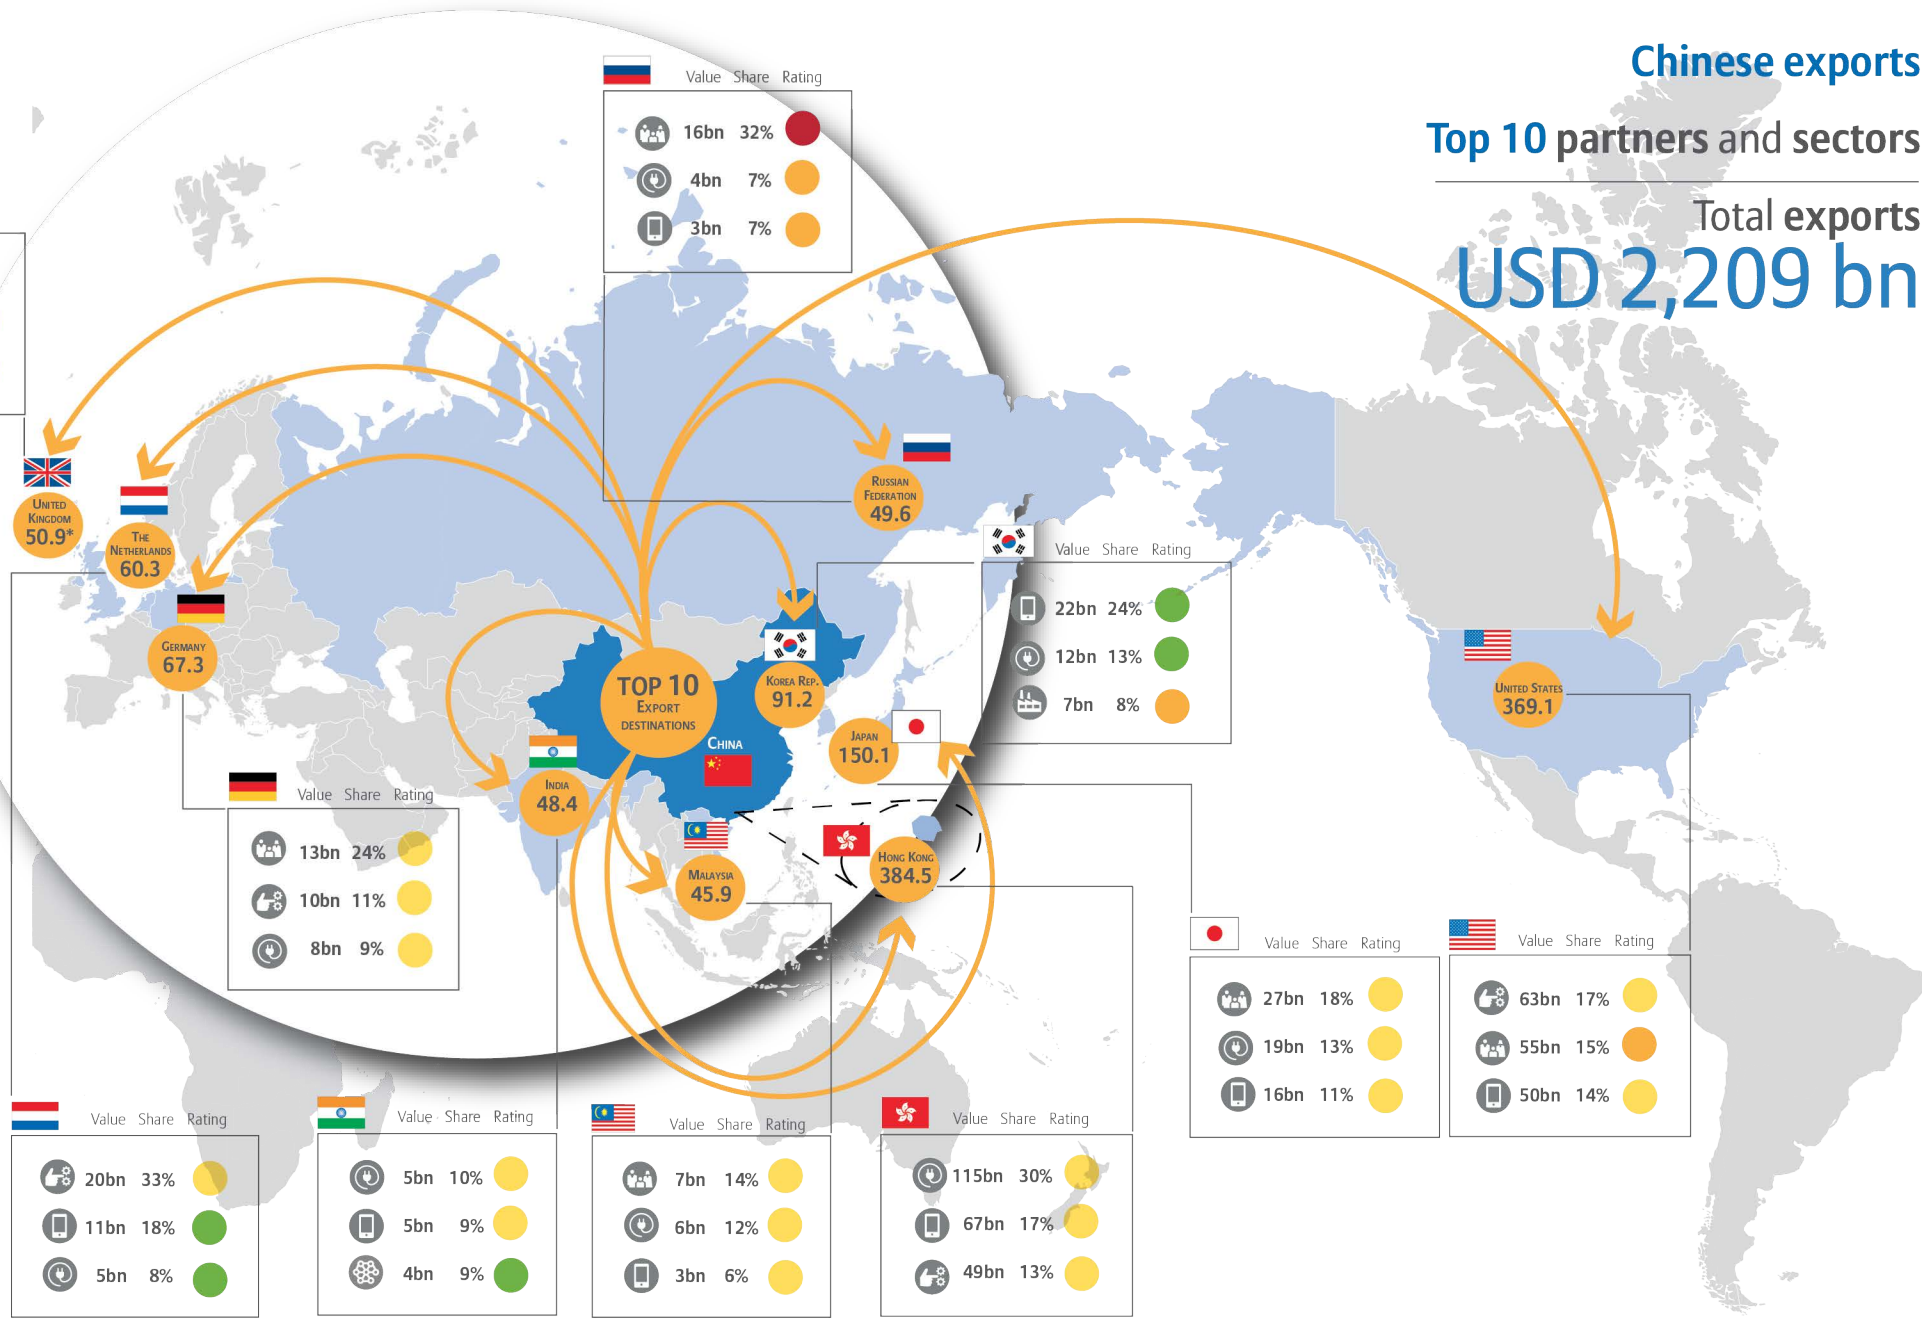 Chinese exports
Top 10 partners and sectors
Total exports
USD 2,209 bn
Value Share Rating
16bn 32%
4bn 7%
3bn 7%
UNITED
KINGDOM
50.9*
THE
NETHERLANDS
60.3
GERMANY
67.3
RUSSIAN
FEDERATION
49.6
TOP 10
EXPORT
DESTINATIONS
CHINA
KOREA REP.
91.2
JAPAN
150.1
INDIA
48.4
MALAYSIA
45.9
HONG KONG
384.5
UNITED STATES
369.1
Value Share Rating
22bn 24%
12bn 13%
7bn 8%
Value Share Rating
13bn 24%
10bn 11%
8bn 9%
Value Share Rating
27bn 18%
19bn 13%
16bn 11%
Value Share Rating
63bn 17%
55bn 15%
50bn 14%
Value Share Rating
20bn 33%
11bn 18%
5bn 8%
Value Share Rating
5bn 10%
5bn 9%
4bn 9%
Value Share Rating
7bn 14%
6bn 12%
3bn 6%
Value Share Rating
115bn 30%
67bn 17%
49bn 13%